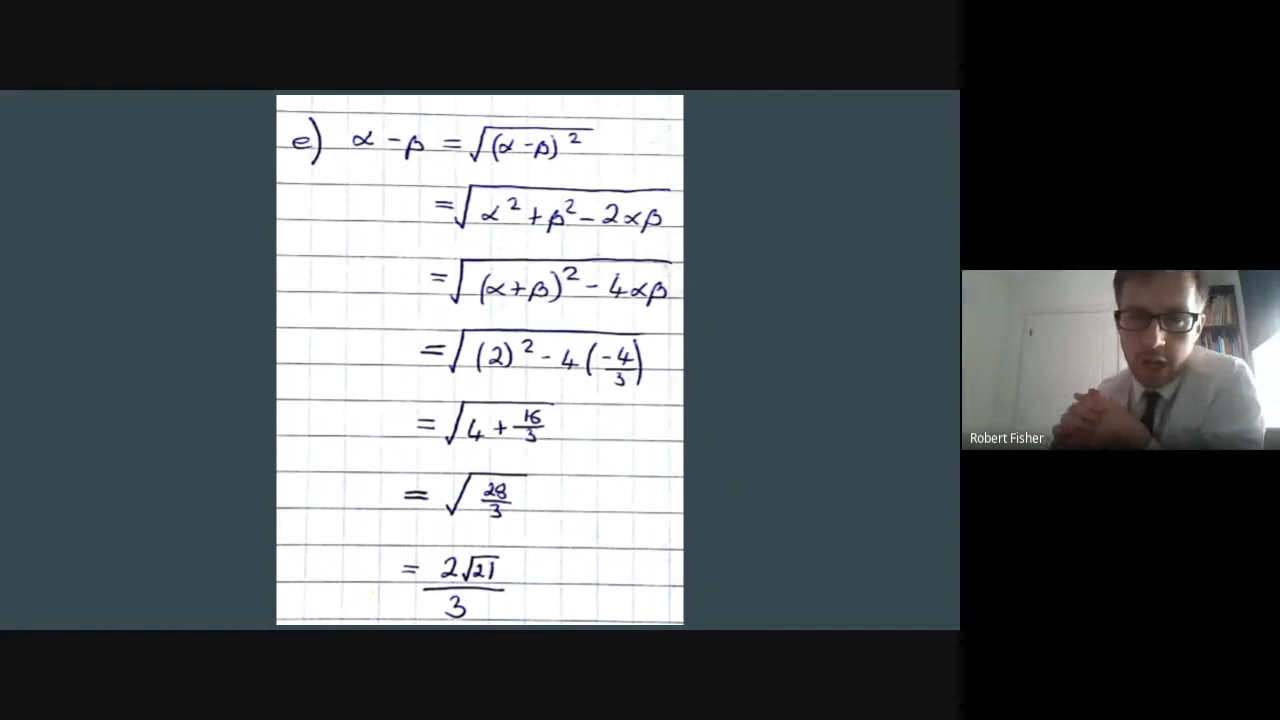 e) α - β = √(α - β)²
= √α² + β² - 2αβ
= √(α + β)² - 4αβ
= √(2)² - 4(-4/3)
= √4 + 16/3
= √28/3
= 2√21/3
Robert Fisher